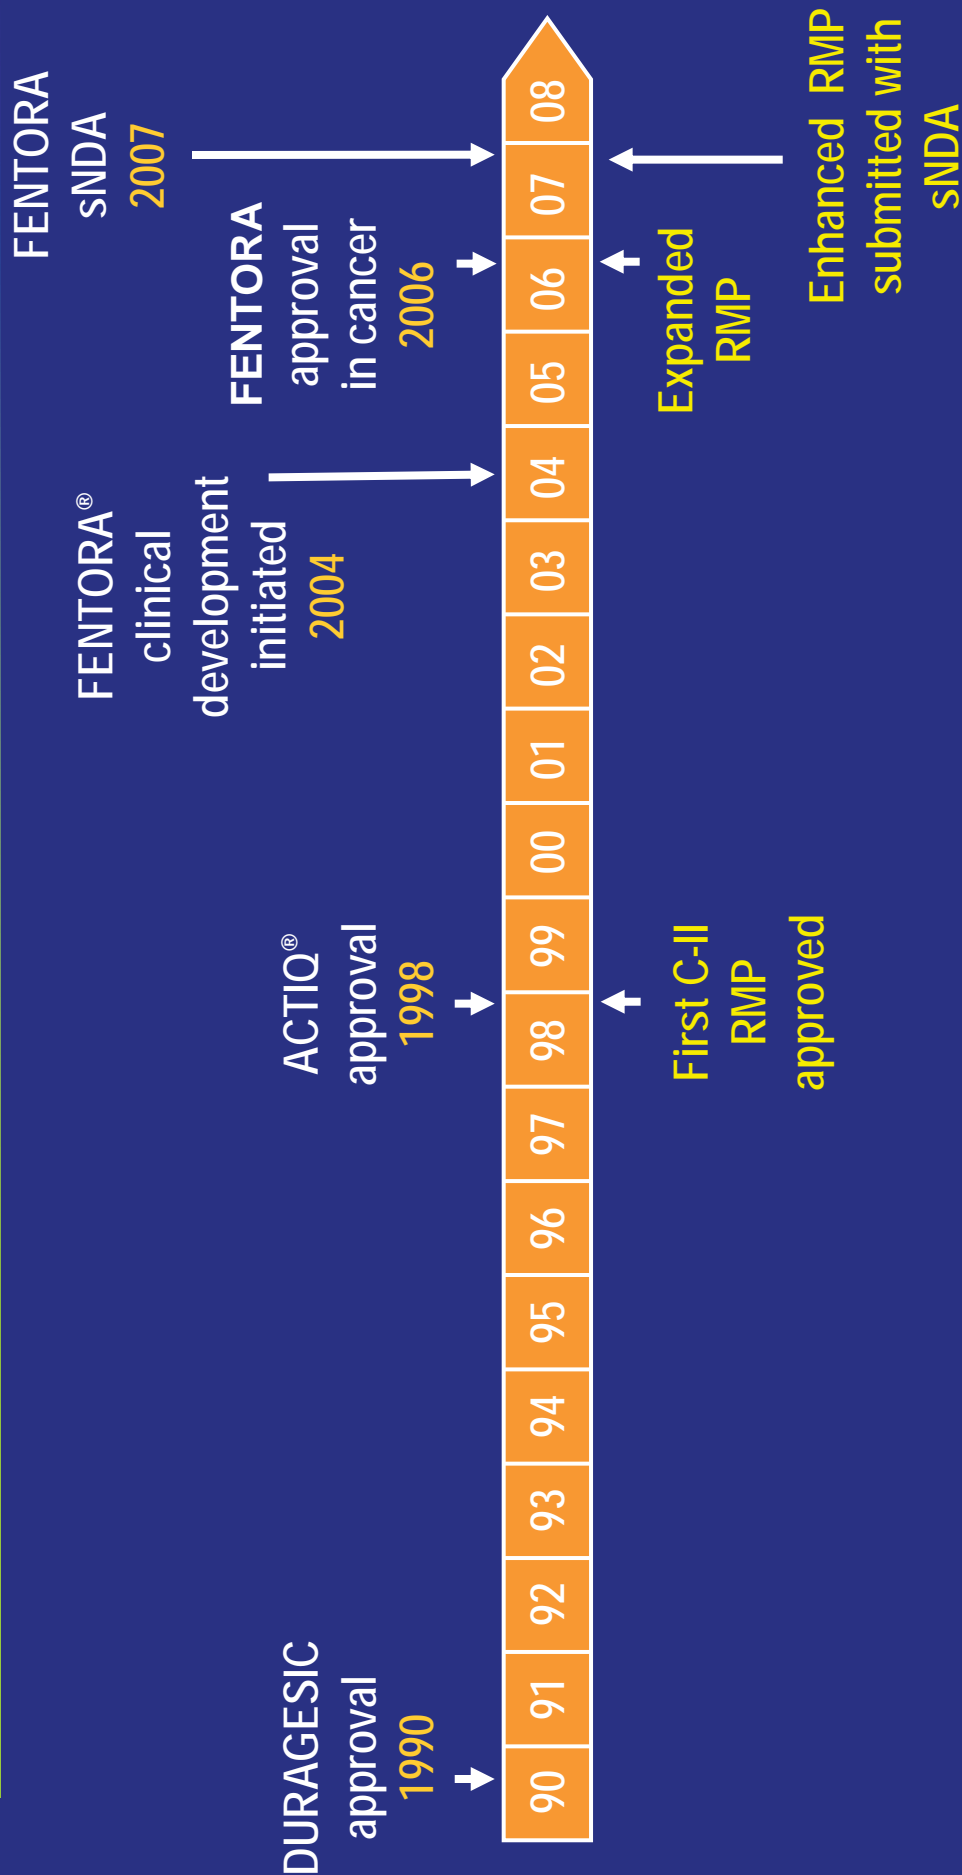 DURAGESIC
approval
1990
ACTIQ®
approval
1998
FENTORA®
clinical
development
initiated
2004
FENTORA
approval
in cancer
2006
FENTORA
sNDA
2007
90 91 92 93 94 95 96 97 98 99 00 01 02 03 04 05 06 07 08
First C-II
RMP
approved
Expanded
RMP
Enhanced RMP
submitted with
sNDA